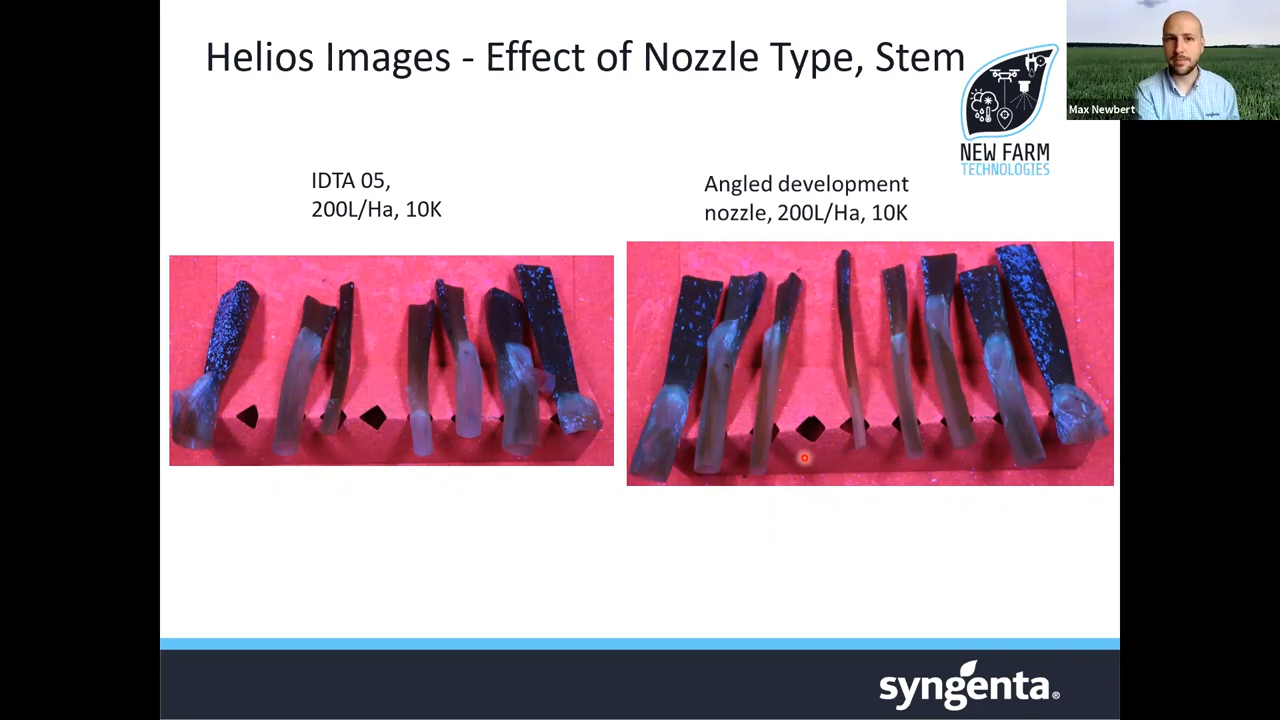 Helios Images - Effect of Nozzle Type, Stem
Max Newbert
NEW FARM
TECHNOLOGIES
IDTA 05,
200L/Ha, 10K
Angled development
nozzle, 200L/Ha, 10K
syngenta®